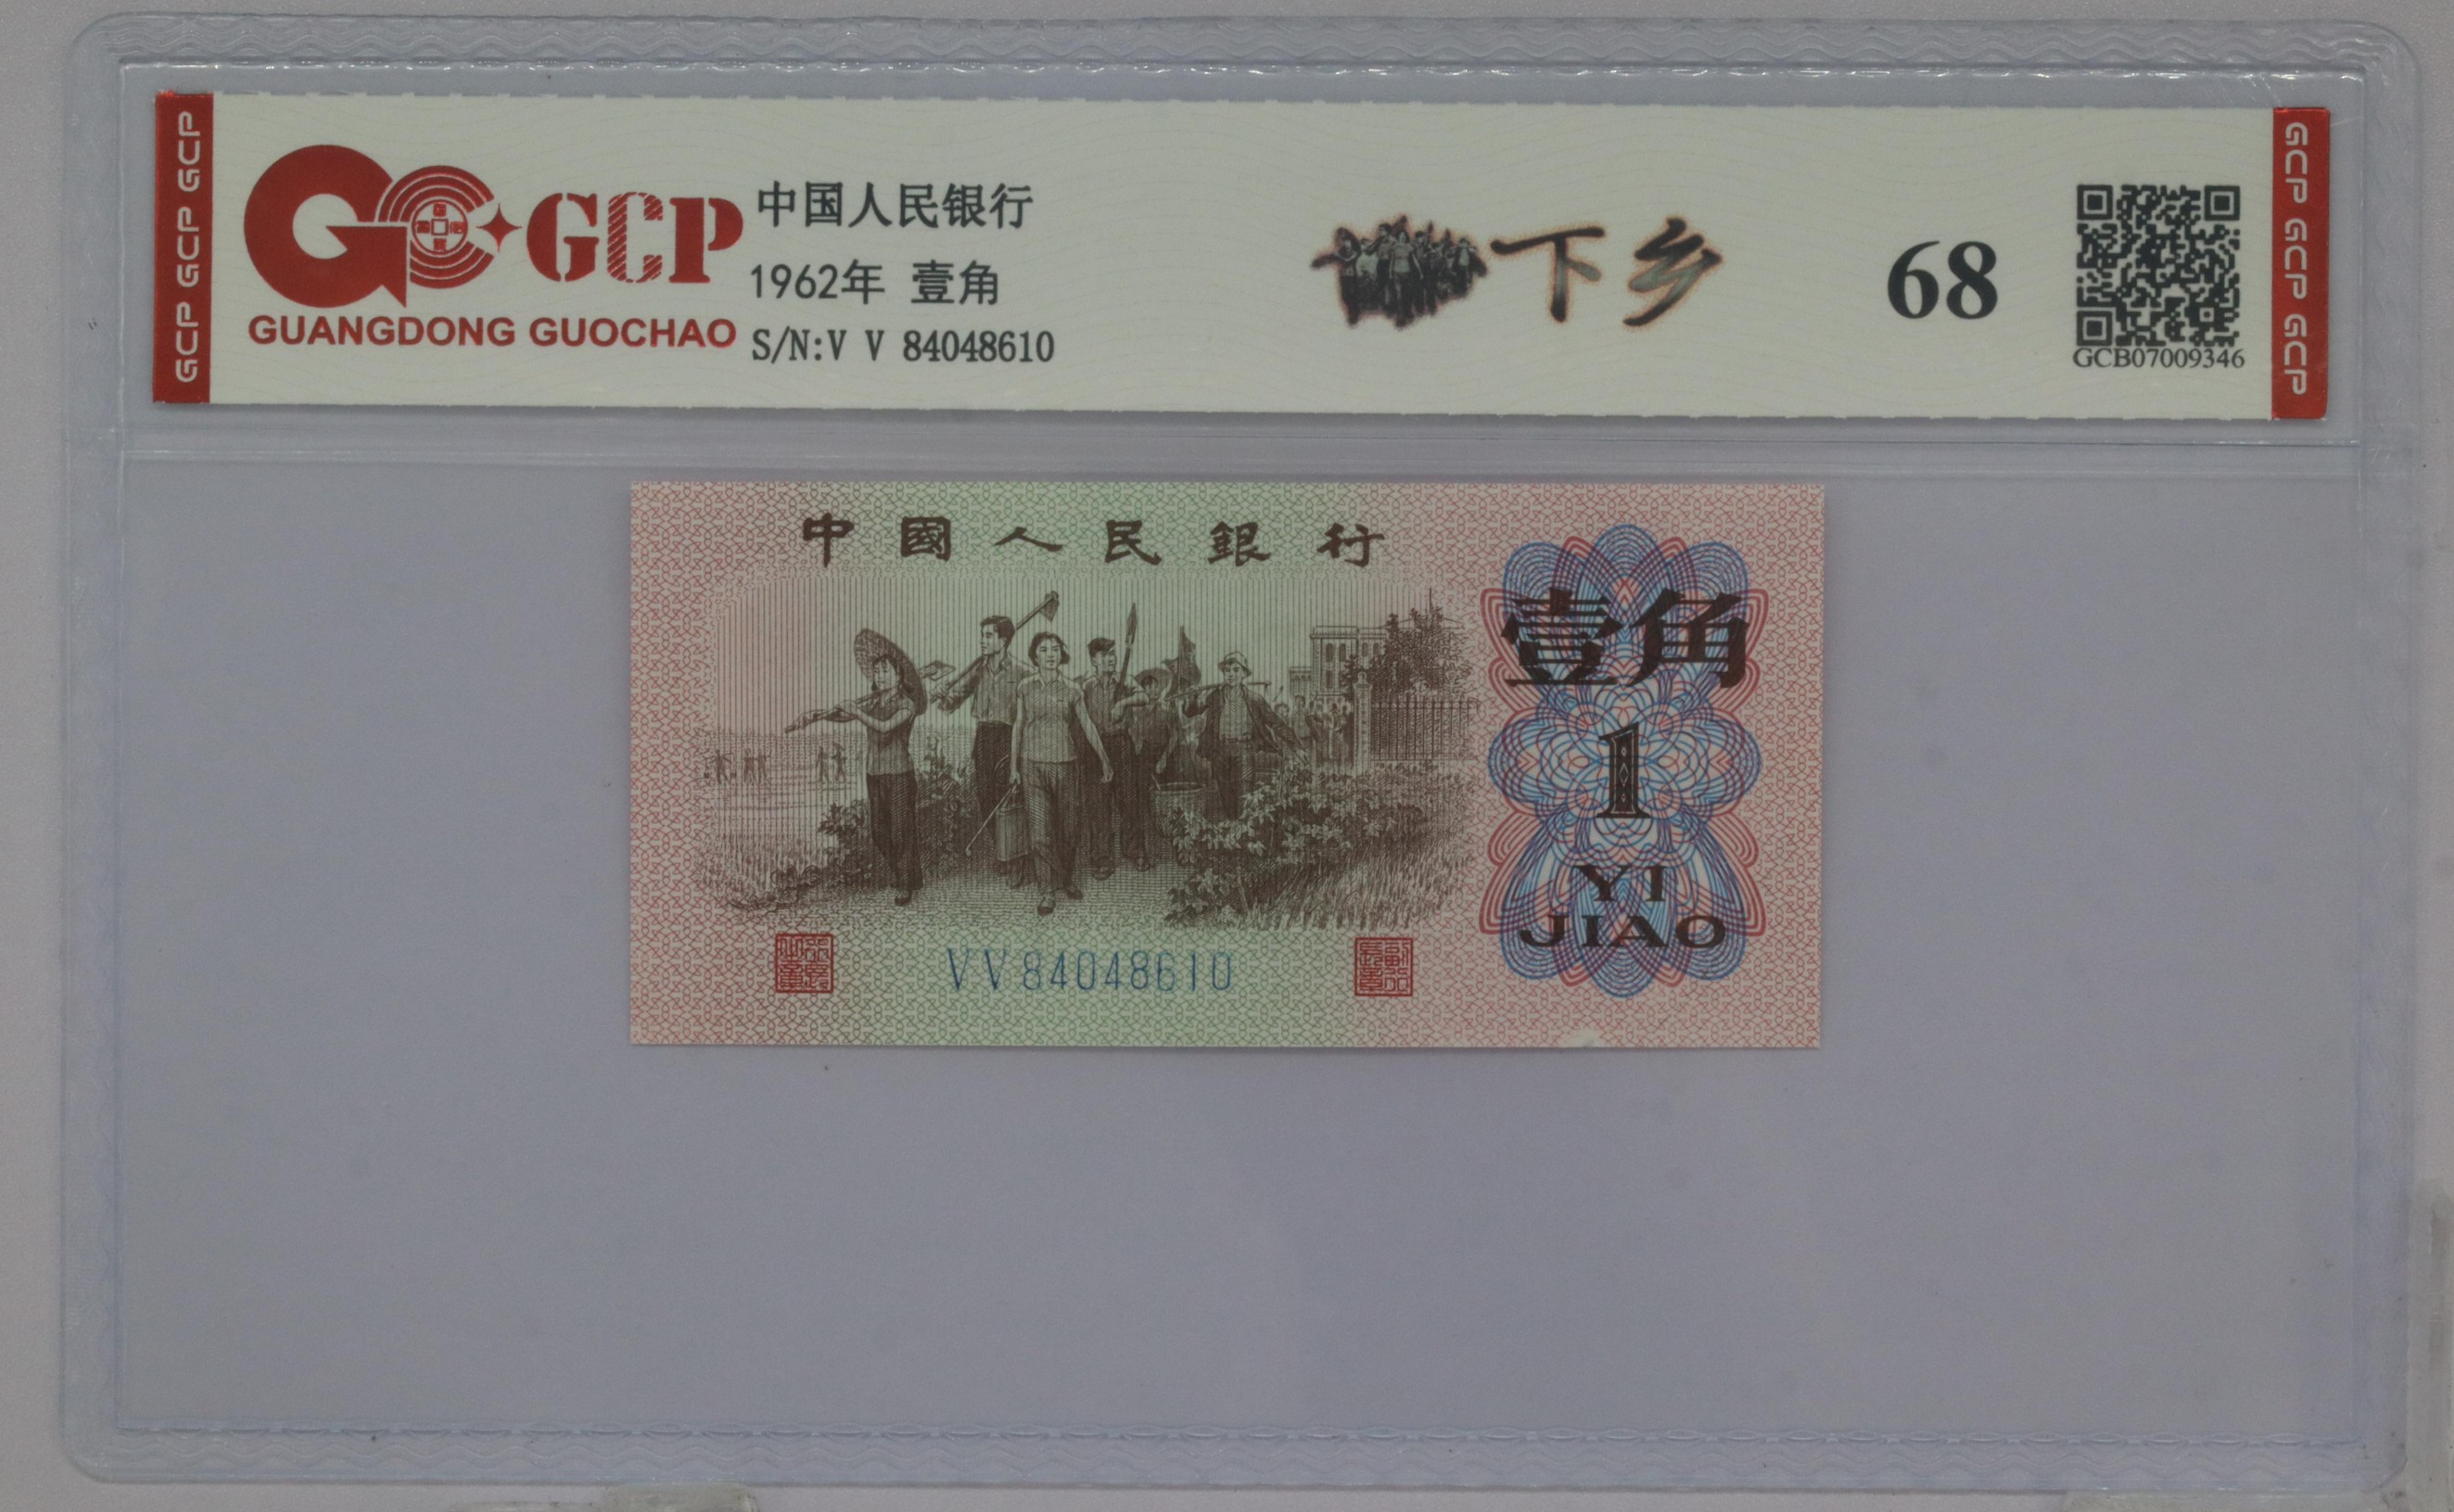 GCP GCP GCP
GCP
GUANGDONG GUOCHAO
中国人民银行
1962年 壹角
S/N:V V 84048610
下乡
68
GCB07009346
GCP GCP GCP
中國人民銀行
壹角
1
YI
JIAO
VV84048610